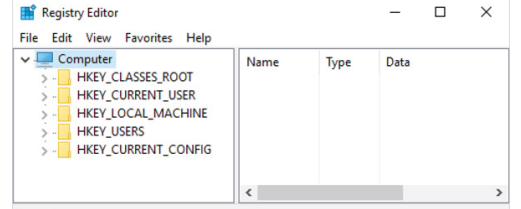 Registry Editor
File Edit View Favorites Help
Computer
HKEY_CLASSES_ROOT
HKEY_CURRENT_USER
HKEY_LOCAL_MACHINE
HKEY_USERS
HKEY_CURRENT_CONFIG
Name Type Data